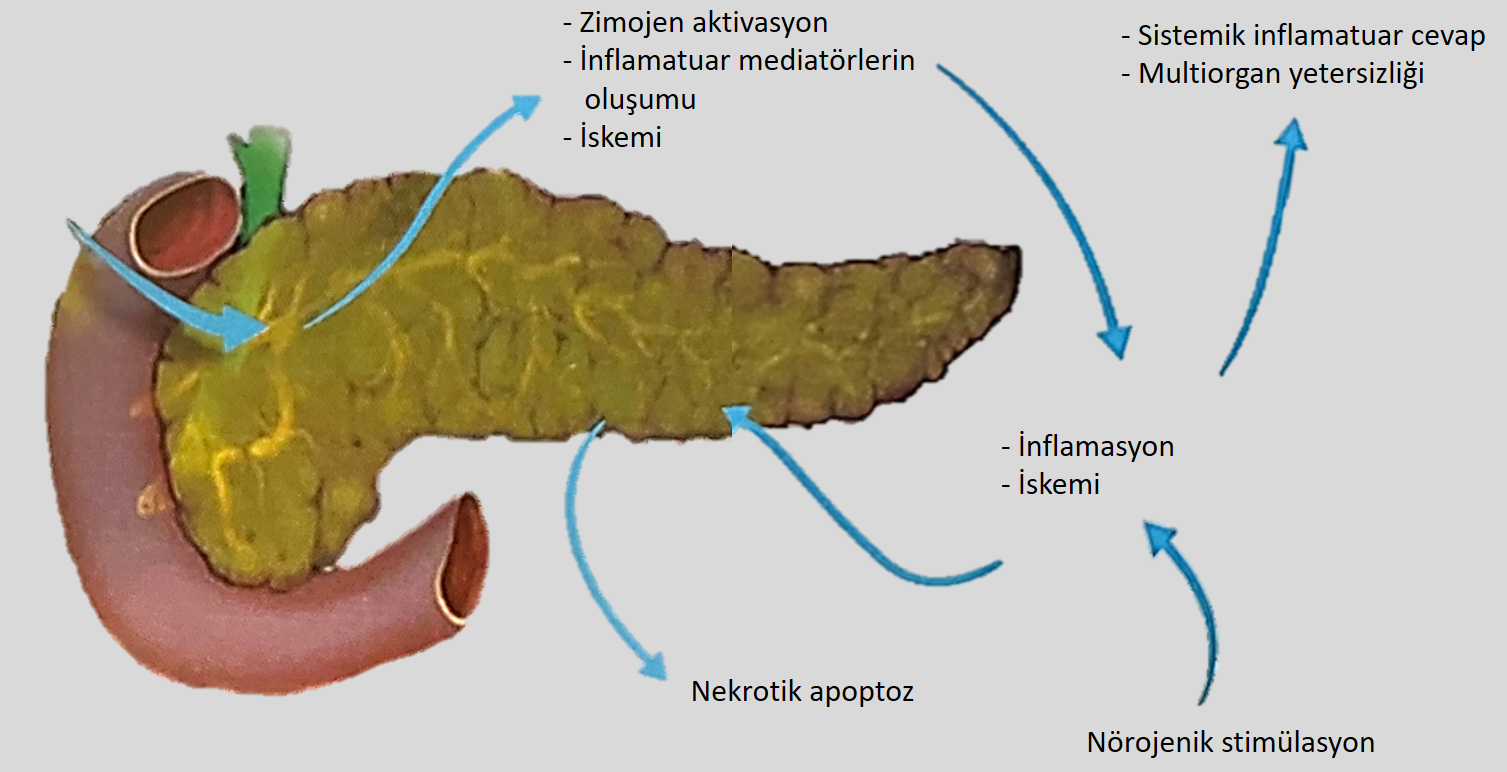 - Zimojen aktivasyon
- İnflamatuar mediatörlerin
oluşumu
- İskemi
- Sistemik inflamatuar cevap
- Multiorgan yetersizliği
- İnflamasyon
- İskemi
Nekrotik apoptoz
Nörojenik stimülasyon